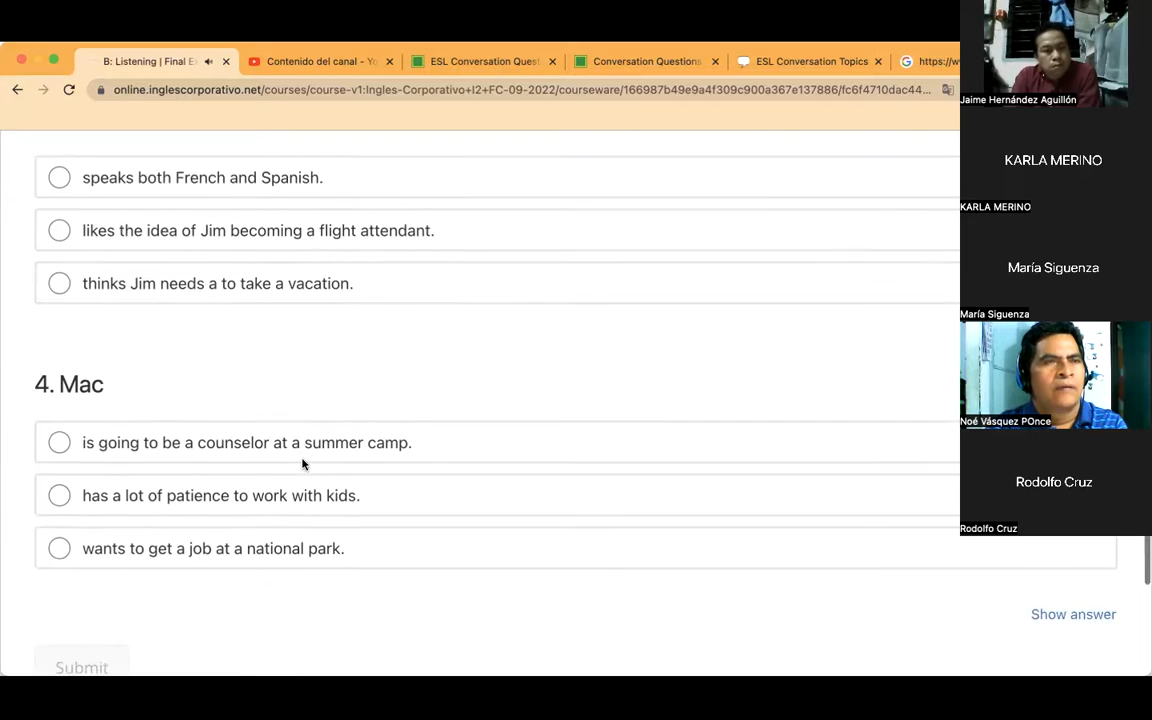 B: Listening | Final E
Contenido del canal - Yo
ESL Conversation Quest
Conversation Questions
ESL Conversation Topics
https://w
online.inglescorporativo.net/courses/course-v1:Ingles-Corporativo+I2+FC-09-2022/courseware/166987b49e9a4f309c900a367e137886/fc6f4710dac44...
speaks both French and Spanish.
likes the idea of Jim becoming a flight attendant.
thinks Jim needs a to take a vacation.
4. Mac
is going to be a counselor at a summer camp.
has a lot of patience to work with kids.
wants to get a job at a national park.
Show answer
Submit
Jaime Hernández Aguillón
KARLA MERINO
KARLA MERINO
María Siguenza
María Siguenza
Noé Vásquez POnce
Rodolfo Cruz
Rodolfo Cruz